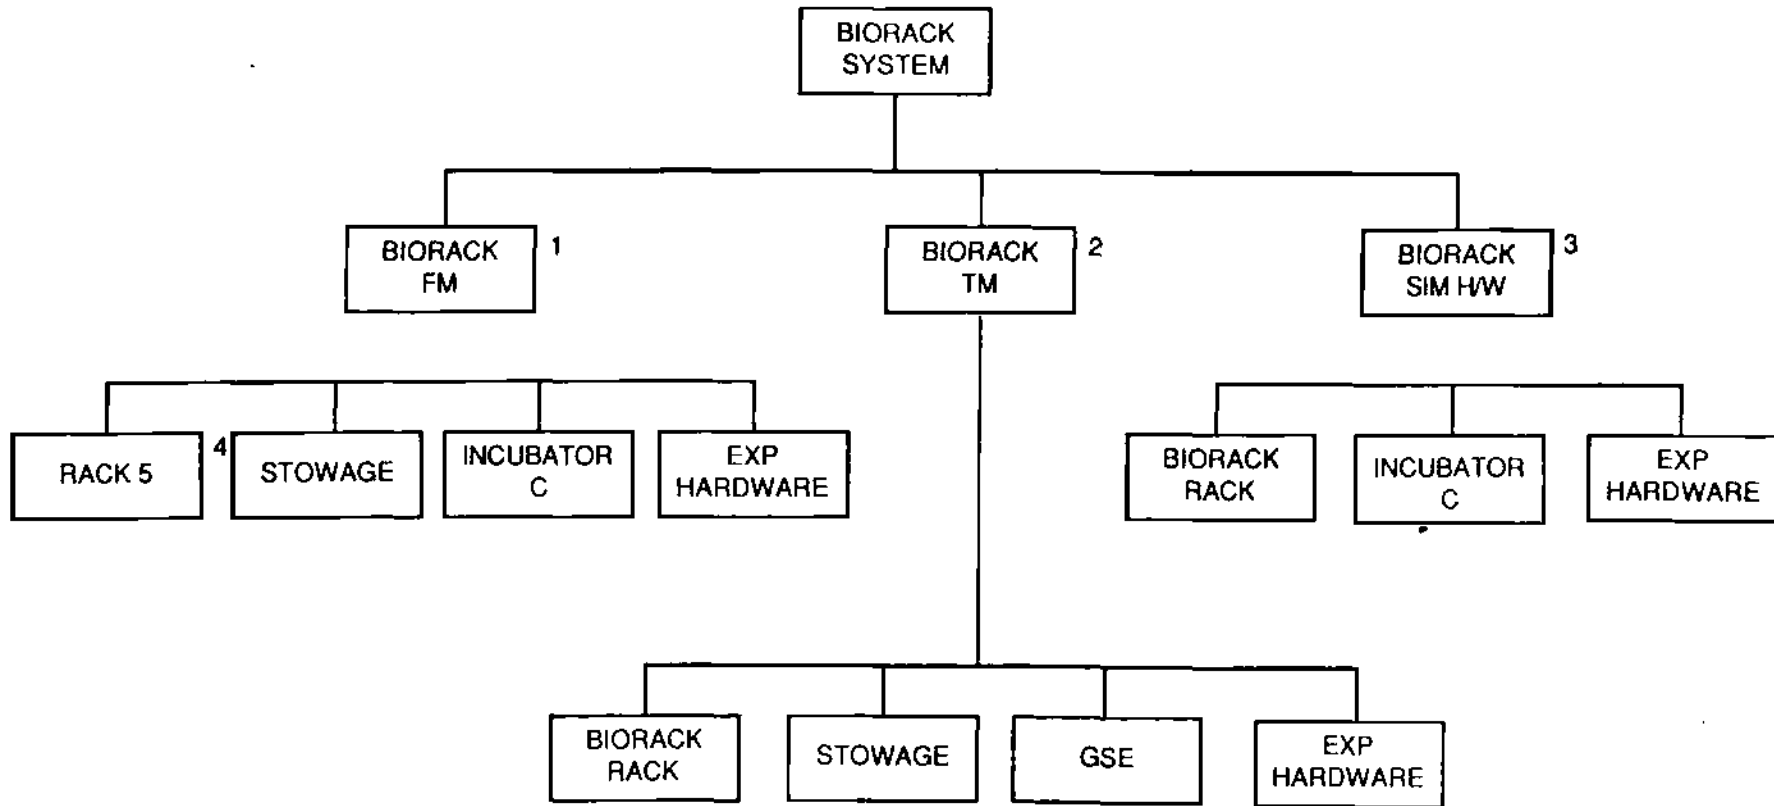 BIORACK
SYSTEM
BIORACK
FM
1
BIORACK
TM
2
BIORACK
SIM H/W
3
RACK 5
4
STOWAGE
INCUBATOR
C
EXP
HARDWARE
BIORACK
RACK
INCUBATOR
C
EXP
HARDWARE
BIORACK
RACK
STOWAGE
GSE
EXP
HARDWARE